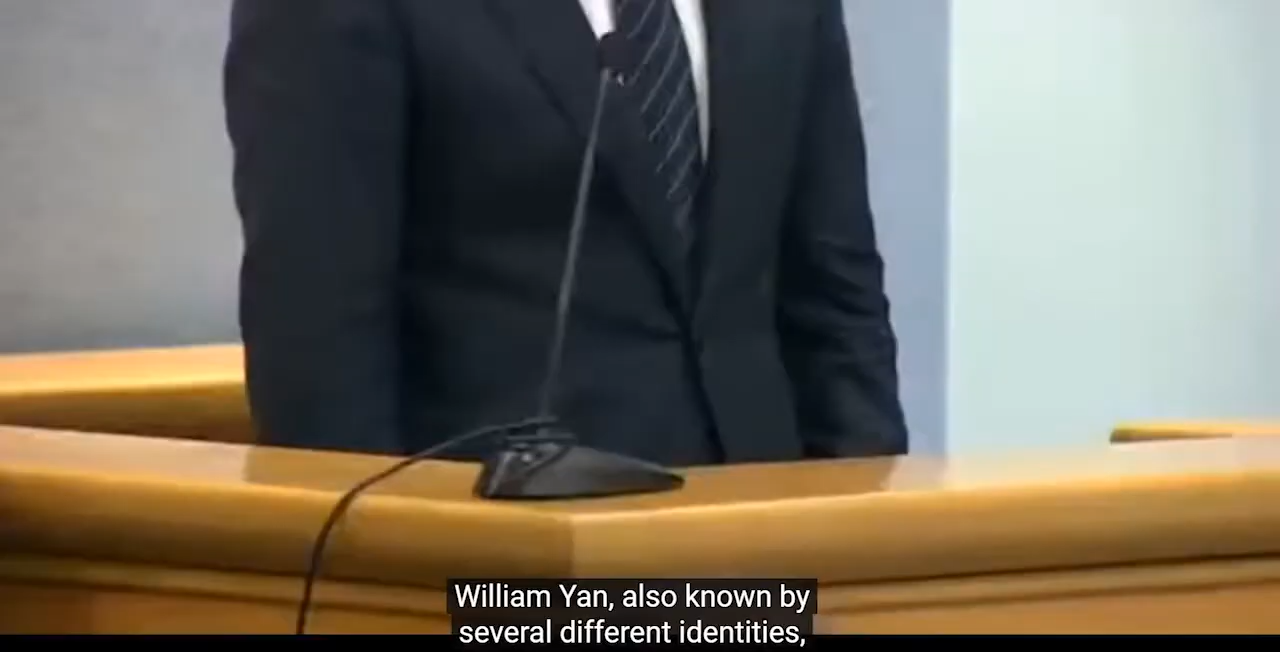 William Yan, also known by
several different identities,